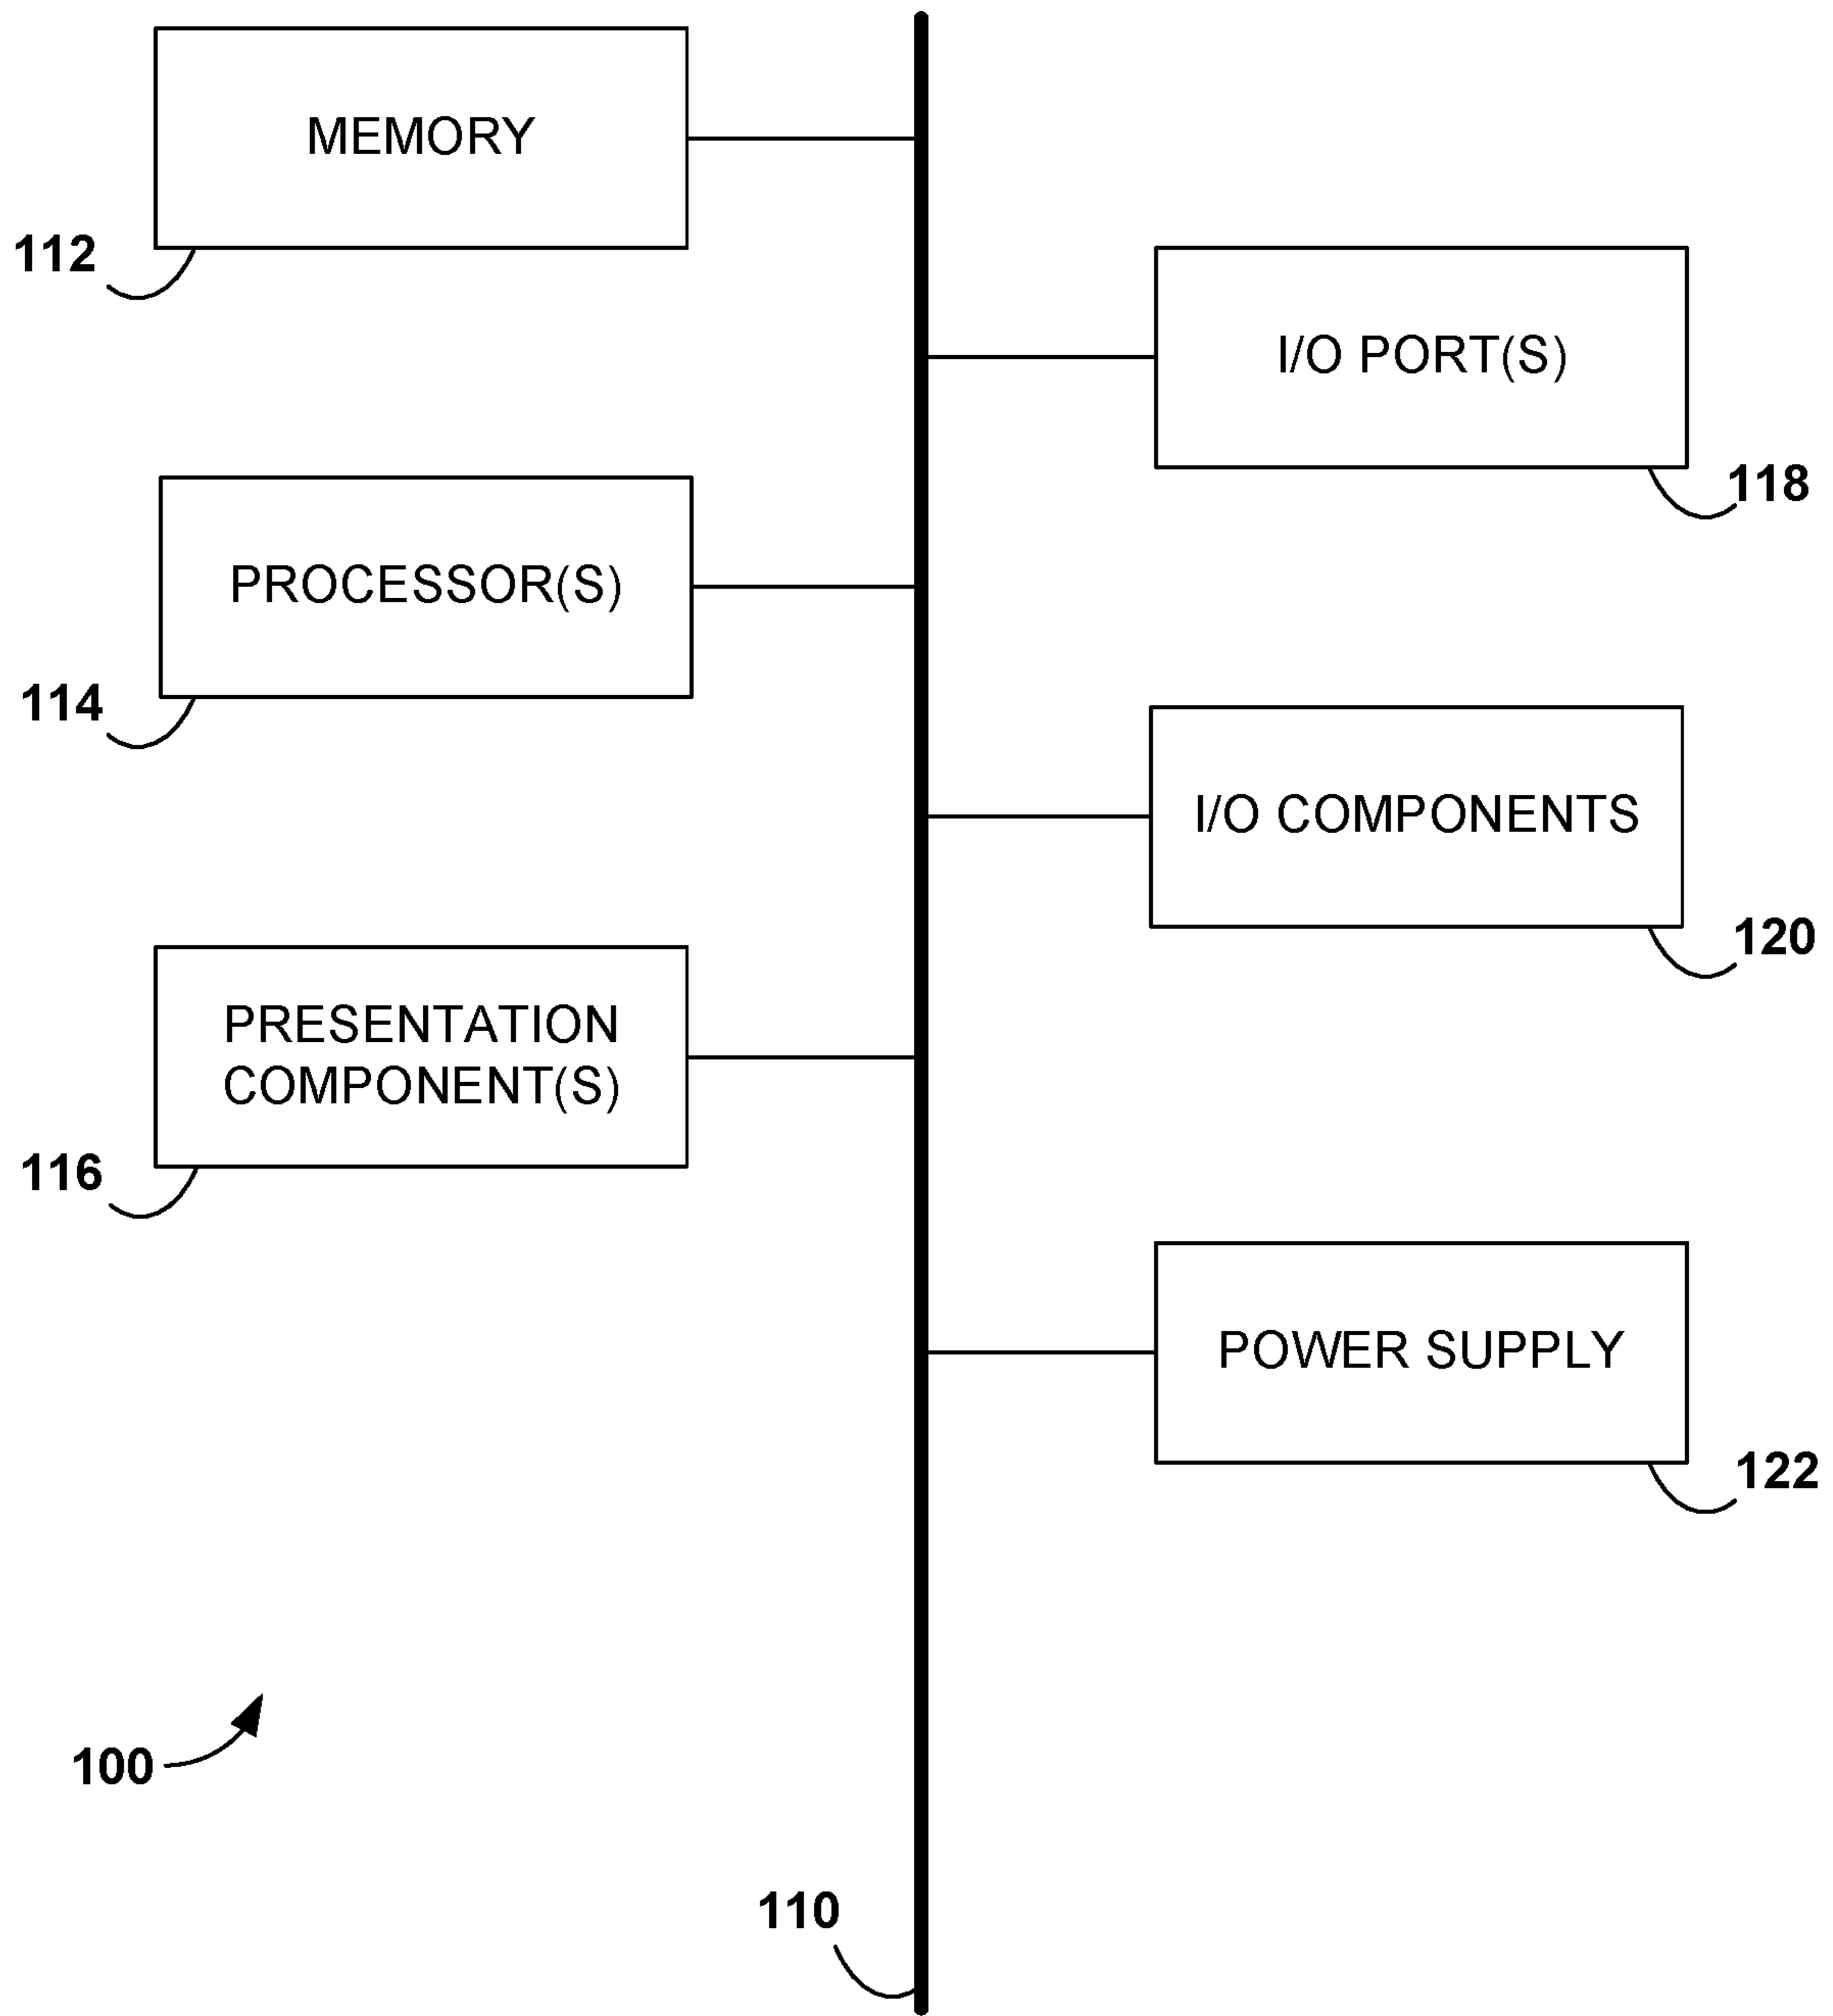 MEMORY
112
I/O PORT(S)
118
PROCESSOR(S)
114
I/O COMPONENTS
120
PRESENTATION
COMPONENT(S)
116
POWER SUPPLY
122
100
110